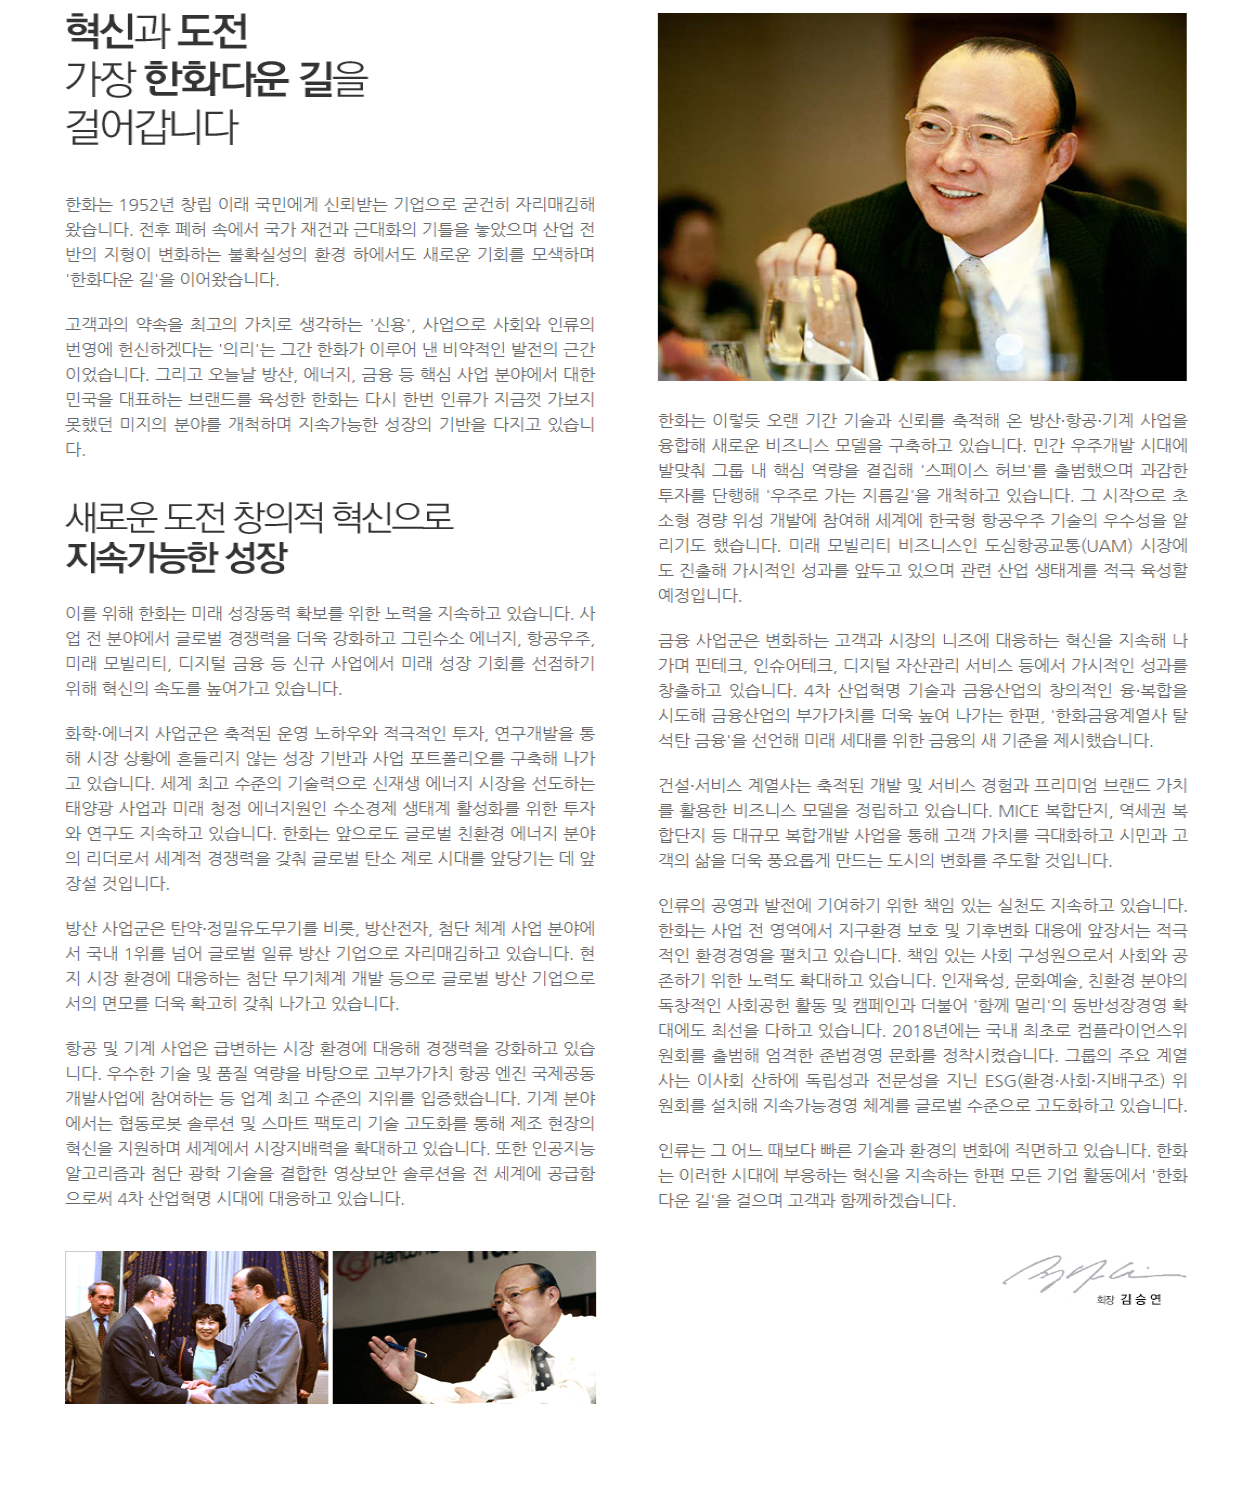 혁신과 도전
가장 한화다운 길을
걸어갑니다
한화는 1952년 창립 이래 국민에게 신뢰받는 기업으로 굳건히 자리매김해
왔습니다. 전후 폐허 속에서 국가 재건과 근대화의 기틀을 놓았으며 산업 전
반의 지형이 변화하는 불확실성의 환경 하에서도 새로운 기회를 모색하며
'한화다운 길'을 이어왔습니다.
고객과의 약속을 최고의 가치로 생각하는 '신용', 사업으로 사회와 인류의
번영에 헌신하겠다는 '의리'는 그간 한화가 이루어 낸 비약적인 발전의 근간
이었습니다. 그리고 오늘날 방산, 에너지, 금융 등 핵심 사업 분야에서 대한
민국을 대표하는 브랜드를 육성한 한화는 다시 한번 인류가 지금껏 가보지
못했던 미지의 분야를 개척하며 지속가능한 성장의 기반을 다지고 있습니
다.
새로운 도전 창의적 혁신으로
지속가능한 성장
이를 위해 한화는 미래 성장동력 확보를 위한 노력을 지속하고 있습니다. 사
업 전 분야에서 글로벌 경쟁력을 더욱 강화하고 그린수소 에너지, 항공우주,
미래 모빌리티, 디지털 금융 등 신규 사업에서 미래 성장 기회를 선점하기
위해 혁신의 속도를 높여가고 있습니다.
화학·에너지 사업군은 축적된 운영 노하우와 적극적인 투자, 연구개발을 통
해 시장 상황에 흔들리지 않는 성장 기반과 사업 포트폴리오를 구축해 나가
고 있습니다. 세계 최고 수준의 기술력으로 신재생 에너지 시장을 선도하는
태양광 사업과 미래 청정 에너지원인 수소경제 생태계 활성화를 위한 투자
와 연구도 지속하고 있습니다. 한화는 앞으로도 글로벌 친환경 에너지 분야
의 리더로서 세계적 경쟁력을 갖춰 글로벌 탄소 제로 시대를 앞당기는 데 앞
장설 것입니다.
방산 사업군은 탄약·정밀유도무기를 비롯, 방산전자, 첨단 체계 사업 분야에
서 국내 1위를 넘어 글로벌 일류 방산 기업으로 자리매김하고 있습니다. 현
지 시장 환경에 대응하는 첨단 무기체계 개발 등으로 글로벌 방산 기업으로
서의 면모를 더욱 확고히 갖춰 나가고 있습니다.
항공 및 기계 사업은 급변하는 시장 환경에 대응해 경쟁력을 강화하고 있습
니다. 우수한 기술 및 품질 역량을 바탕으로 고부가가치 항공 엔진 국제공동
개발사업에 참여하는 등 업계 최고 수준의 지위를 입증했습니다. 기계 분야
에서는 협동로봇 솔루션 및 스마트 팩토리 기술 고도화를 통해 제조 현장의
혁신을 지원하며 세계에서 시장지배력을 확대하고 있습니다. 또한 인공지능
알고리즘과 첨단 광학 기술을 결합한 영상보안 솔루션을 전 세계에 공급함
으로써 4차 산업혁명 시대에 대응하고 있습니다.
한화는 이렇듯 오랜 기간 기술과 신뢰를 축적해 온 방산·항공·기계 사업을
융합해 새로운 비즈니스 모델을 구축하고 있습니다. 민간 우주개발 시대에
발맞춰 그룹 내 핵심 역량을 결집해 '스페이스 허브'를 출범했으며 과감한
투자를 단행해 '우주로 가는 지름길'을 개척하고 있습니다. 그 시작으로 초
소형 경량 위성 개발에 참여해 세계에 한국형 항공우주 기술의 우수성을 알
리기도 했습니다. 미래 모빌리티 비즈니스인 도심항공교통(UAM) 시장에
도 진출해 가시적인 성과를 앞두고 있으며 관련 산업 생태계를 적극 육성할
예정입니다.
금융 사업군은 변화하는 고객과 시장의 니즈에 대응하는 혁신을 지속해 나
가며 핀테크, 인슈어테크, 디지털 자산관리 서비스 등에서 가시적인 성과를
창출하고 있습니다. 4차 산업혁명 기술과 금융산업의 창의적인 융·복합을
시도해 금융산업의 부가가치를 더욱 높여 나가는 한편, '한화금융계열사 탈
석탄 금융'을 선언해 미래 세대를 위한 금융의 새 기준을 제시했습니다.
건설·서비스 계열사는 축적된 개발 및 서비스 경험과 프리미엄 브랜드 가치
를 활용한 비즈니스 모델을 정립하고 있습니다. MICE 복합단지, 역세권 복
합단지 등 대규모 복합개발 사업을 통해 고객 가치를 극대화하고 시민과 고
객의 삶을 더욱 풍요롭게 만드는 도시의 변화를 주도할 것입니다.
인류의 공영과 발전에 기여하기 위한 책임 있는 실천도 지속하고 있습니다.
한화는 사업 전 영역에서 지구환경 보호 및 기후변화 대응에 앞장서는 적극
적인 환경경영을 펼치고 있습니다. 책임 있는 사회 구성원으로서 사회와 공
존하기 위한 노력도 확대하고 있습니다. 인재육성, 문화예술, 친환경 분야의
독창적인 사회공헌 활동 및 캠페인과 더불어 '함께 멀리'의 동반성장경영 확
대에도 최선을 다하고 있습니다. 2018년에는 국내 최초로 컴플라이언스위
원회를 출범해 엄격한 준법경영 문화를 정착시켰습니다. 그룹의 주요 계열
사는 이사회 산하에 독립성과 전문성을 지닌 ESG(환경·사회·지배구조) 위
원회를 설치해 지속가능경영 체계를 글로벌 수준으로 고도화하고 있습니다.
인류는 그 어느 때보다 빠른 기술과 환경의 변화에 직면하고 있습니다. 한화
는 이러한 시대에 부응하는 혁신을 지속하는 한편 모든 기업 활동에서 '한화
다운 길'을 걸으며 고객과 함께하겠습니다.
회장 김승연